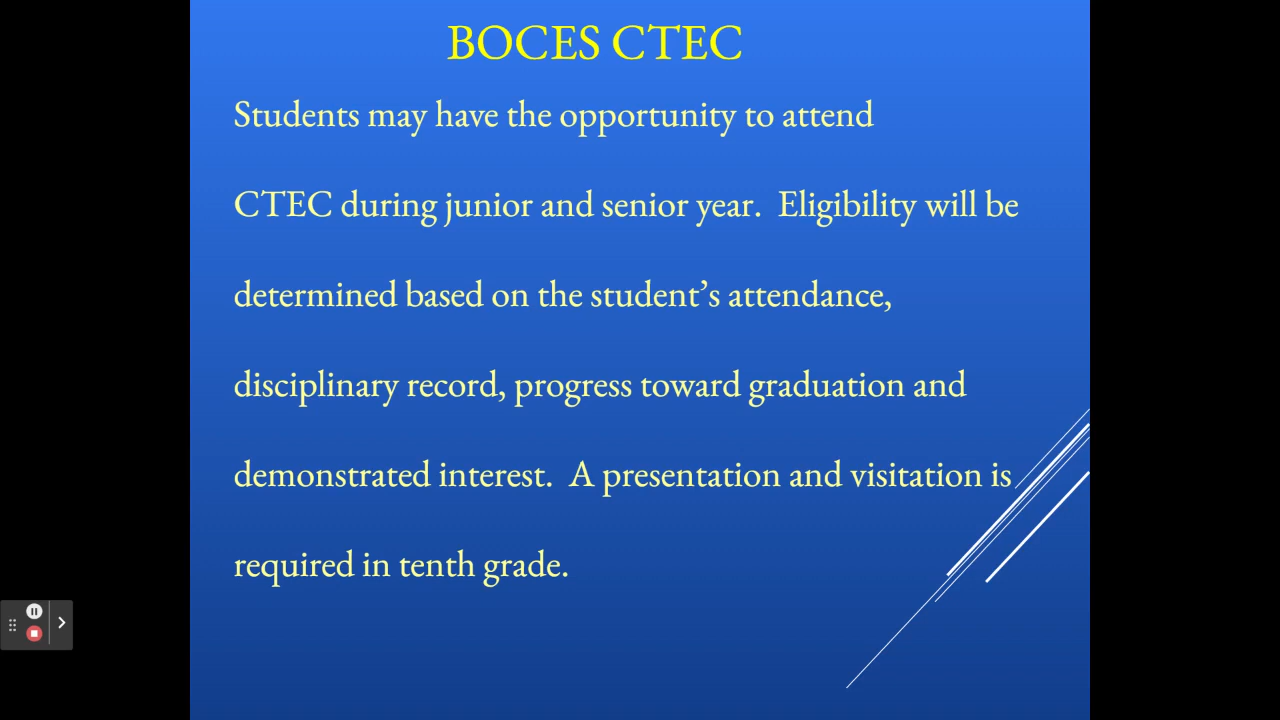 BOCES CTEC
Students may have the opportunity to attend
CTEC during junior and senior year.  Eligibility will be
determined based on the student’s attendance,
disciplinary record, progress toward graduation and
demonstrated interest.  A presentation and visitation is
required in tenth grade.